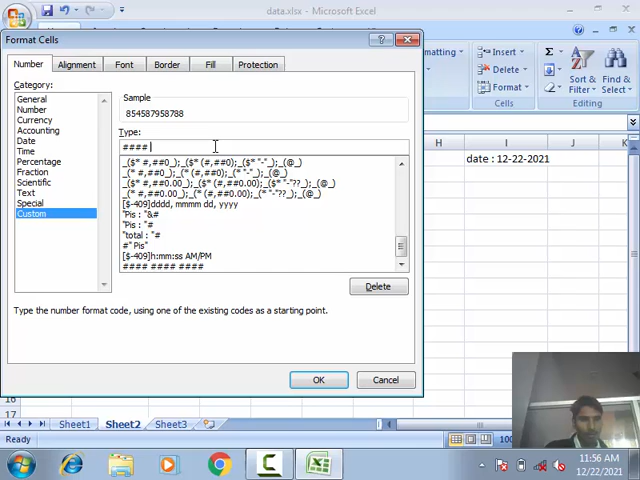 data.xlsx - Microsoft Excel
Format Cells
Number Alignment Font Border Fill Protection
Category:
General
Number
Currency
Accounting
Date
Time
Percentage
Fraction
Scientific
Text
Special
Custom
Sample
854587958788
Type:
####
_($* #,##0_);_($* (#,##0);_($* "-"_);_(@_)
_(* #,##0_);_(* (#,##0);_(* "-"_);_(@_)
_($* #,##0.00_);_($* (#,##0.00);_($* "-"??_);_(@_)
_(* #,##0.00_);_(* (#,##0.00);_(* "-"??_);_(@_)
[$-409]dddd, mmmm dd, yyyy
"Pis : "&#
"Pis : "#
"total : "#
#" Pis"
[$-409]h:mm:ss AM/PM
#### #### ####
Delete
Type the number format code, using one of the existing codes as a starting point.
OK Cancel
Formatting
Insert
Delete
Format
Cells
Sort &
Filter
Find &
Select
Editing
H I J K
date : 12-22-2021
15
16
Sheet1 Sheet2 Sheet3
Ready
11:56 AM
12/22/2021